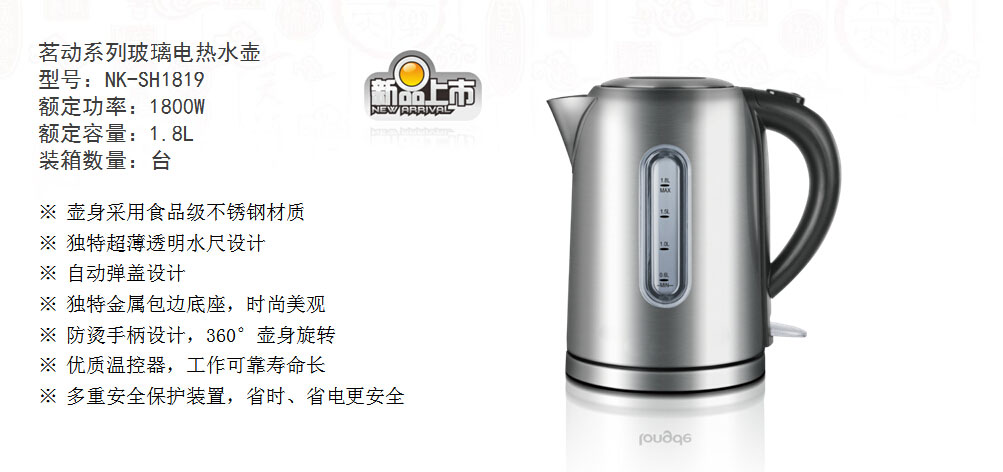 茗动系列玻璃电热水壶
型号：NK-SH1819
额定功率：1800W
额定容量：1.8L
装箱数量：台
新品上市
NEW ARRIVAL
※ 壶身采用食品级不锈钢材质
※ 独特超薄透明水尺设计
※ 自动弹盖设计
※ 独特金属包边底座，时尚美观
※ 防烫手柄设计，360°壶身旋转
※ 优质温控器，工作可靠寿命长
※ 多重安全保护装置，省时、省电更安全
1.8L
MAX
1.5L
1.0L
0.5L
-MIN-
longde